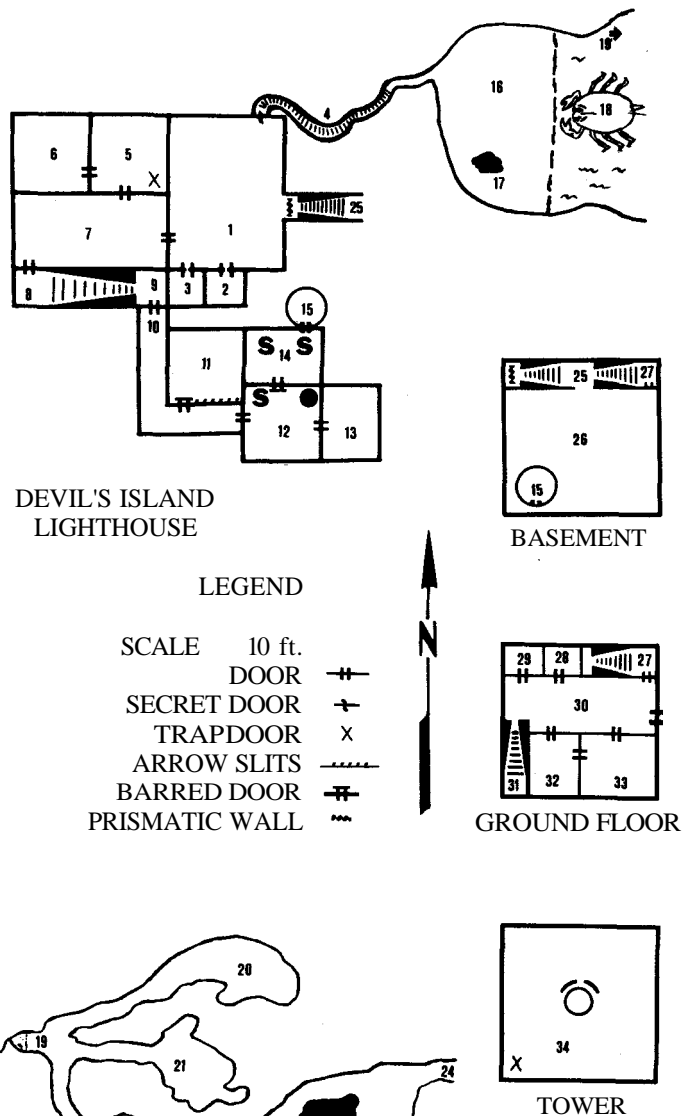 19
16
4
18
6
5
X
17
1
25
7
8
9
3
2
10
15
S S
14
11
S
12
13
25
27
26
15
DEVIL'S ISLAND
LIGHTHOUSE
BASEMENT
LEGEND
N
SCALE 10 ft.
DOOR
SECRET DOOR
TRAPDOOR X
ARROW SLITS
BARRED DOOR
PRISMATIC WALL
29
28
27
30
31
32
33
GROUND FLOOR
20
19
21
24
34
X
TOWER